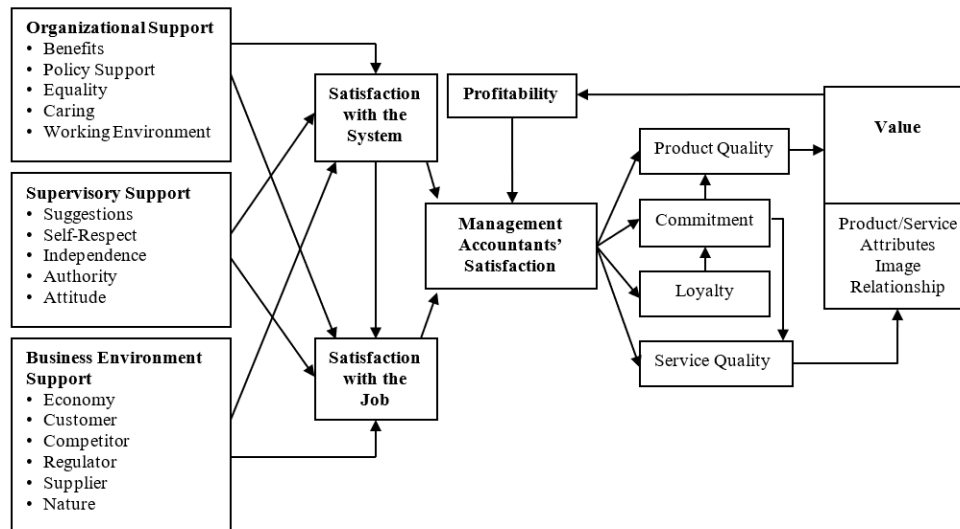 Organizational Support
• Benefits
• Policy Support
• Equality
• Caring
• Working Environment
Supervisory Support
• Suggestions
• Self-Respect
• Independence
• Authority
• Attitude
Business Environment
Support
• Economy
• Customer
• Competitor
• Regulator
• Supplier
• Nature
Satisfaction
with the
System
Satisfaction
with the
Job
Profitability
Management
Accountants’
Satisfaction
Product Quality
Commitment
Loyalty
Service Quality
Value
Product/Service
Attributes
Image
Relationship